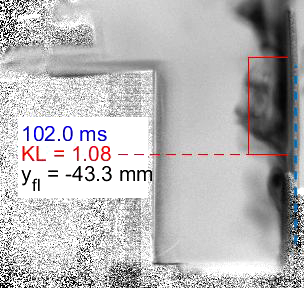 102.0 ms
KL = 1.08
y_fl = -43.3 mm